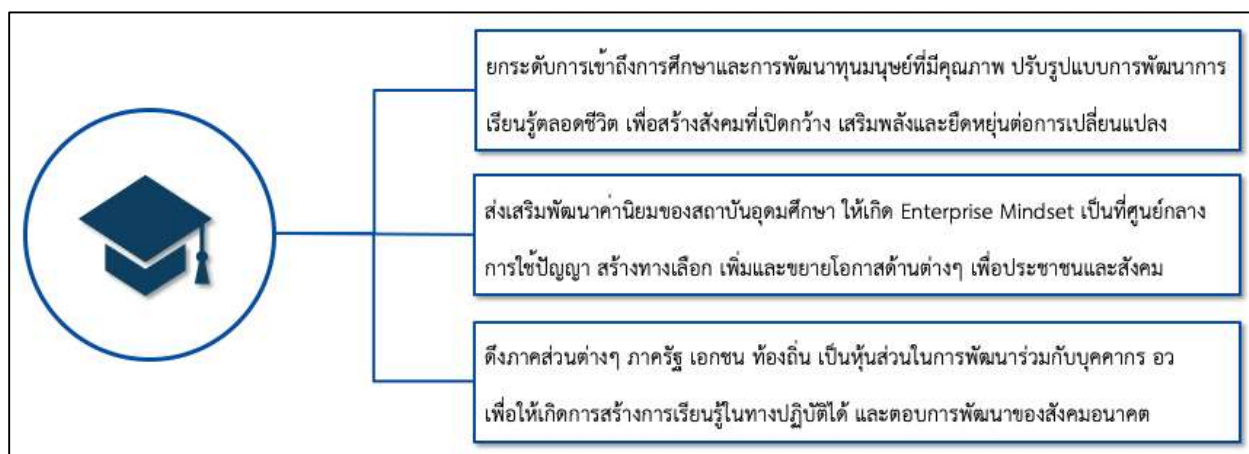 ยกระดับการเข้าถึงการศึกษาและการพัฒนาทุนมนุษย์ที่มีคุณภาพ ปรับรูปแบบการพัฒนาการ
เรียนรู้ตลอดชีวิต เพื่อสร้างสังคมที่เปิดกว้าง เสริมพลังและยืดหยุ่นต่อการเปลี่ยนแปลง
ส่งเสริมพัฒนาค่านิยมของสถาบันอุดมศึกษา ให้เกิด Enterprise Mindset เป็นที่ศูนย์กลาง
การใช้ปัญญา สร้างทางเลือก เพิ่มและขยายโอกาสด้านต่างๆ เพื่อประชาชนและสังคม
ดึงภาคส่วนต่างๆ ภาครัฐ เอกชน ท้องถิ่น เป็นหุ้นส่วนในการพัฒนาร่วมกับบุคคากร อว
เพื่อให้เกิดการสร้างการเรียนรู้ในทางปฏิบัติได้ และตอบการพัฒนาของสังคมอนาคต